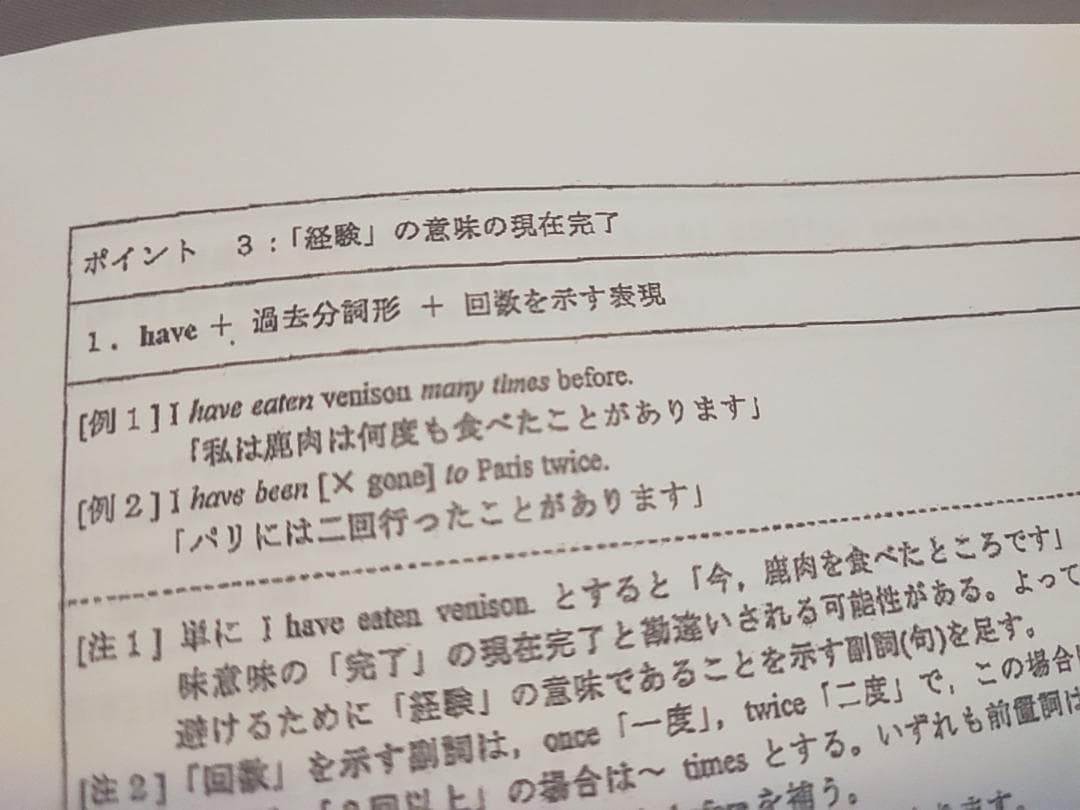 ポイント 3:「経験」の意味の現在完了
1. have + 過去分詞形 + 回数を示す表現
[例1] I have eaten venison many times before.
「私は鹿肉は何度も食べたことがあります」
[例2] I have been [× gone] to Paris twice.
「パリには二回行ったことがあります」
[注1] 単に I have eaten venison. とすると「今,鹿肉を食べたところです」
味意味の「完了」の現在完了と勘違いされる可能性がある。よって
避けるために「経験」の意味であることを示す副詞(句)を足す。
[注2]「回数」を示す副詞は,once「一度」,twice「二度」で,この場合
「3回以上」の場合は~ times とする。いずれも前置詞は
before を補う。